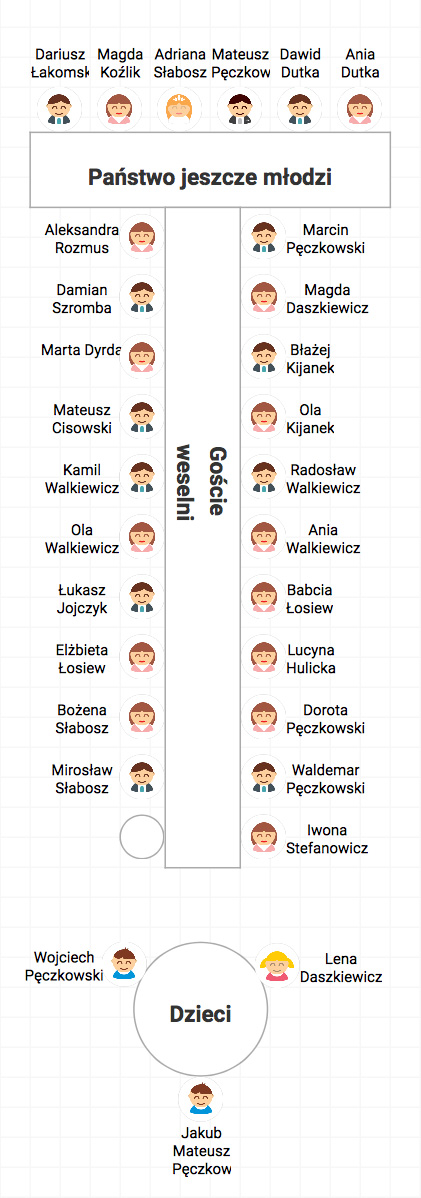 Dariusz
Łakomsk
Magda
Koźlik
Adriana
Słabosz
Mateusz
Pęczkow
Dawid
Dutka
Ania
Dutka
Państwo jeszcze młodzi
Aleksandra
Rozmus
Marcin
Pęczkowski
Damian
Szromba
Magda
Daszkiewicz
Marta Dyrda
Błażej
Kijanek
Mateusz
Cisowski
Ola
Kijanek
Goście
weselni
Kamil
Walkiewicz
Radosław
Walkiewicz
Ola
Walkiewicz
Ania
Walkiewicz
Łukasz
Jojczyk
Babcia
Łosiew
Elżbieta
Łosiew
Lucyna
Hulicka
Bożena
Słabosz
Dorota
Pęczkowski
Mirosław
Słabosz
Waldemar
Pęczkowski
Iwona
Stefanowicz
Wojciech
Pęczkowski
Lena
Daszkiewicz
Dzieci
Jakub
Mateusz
Pęczkow